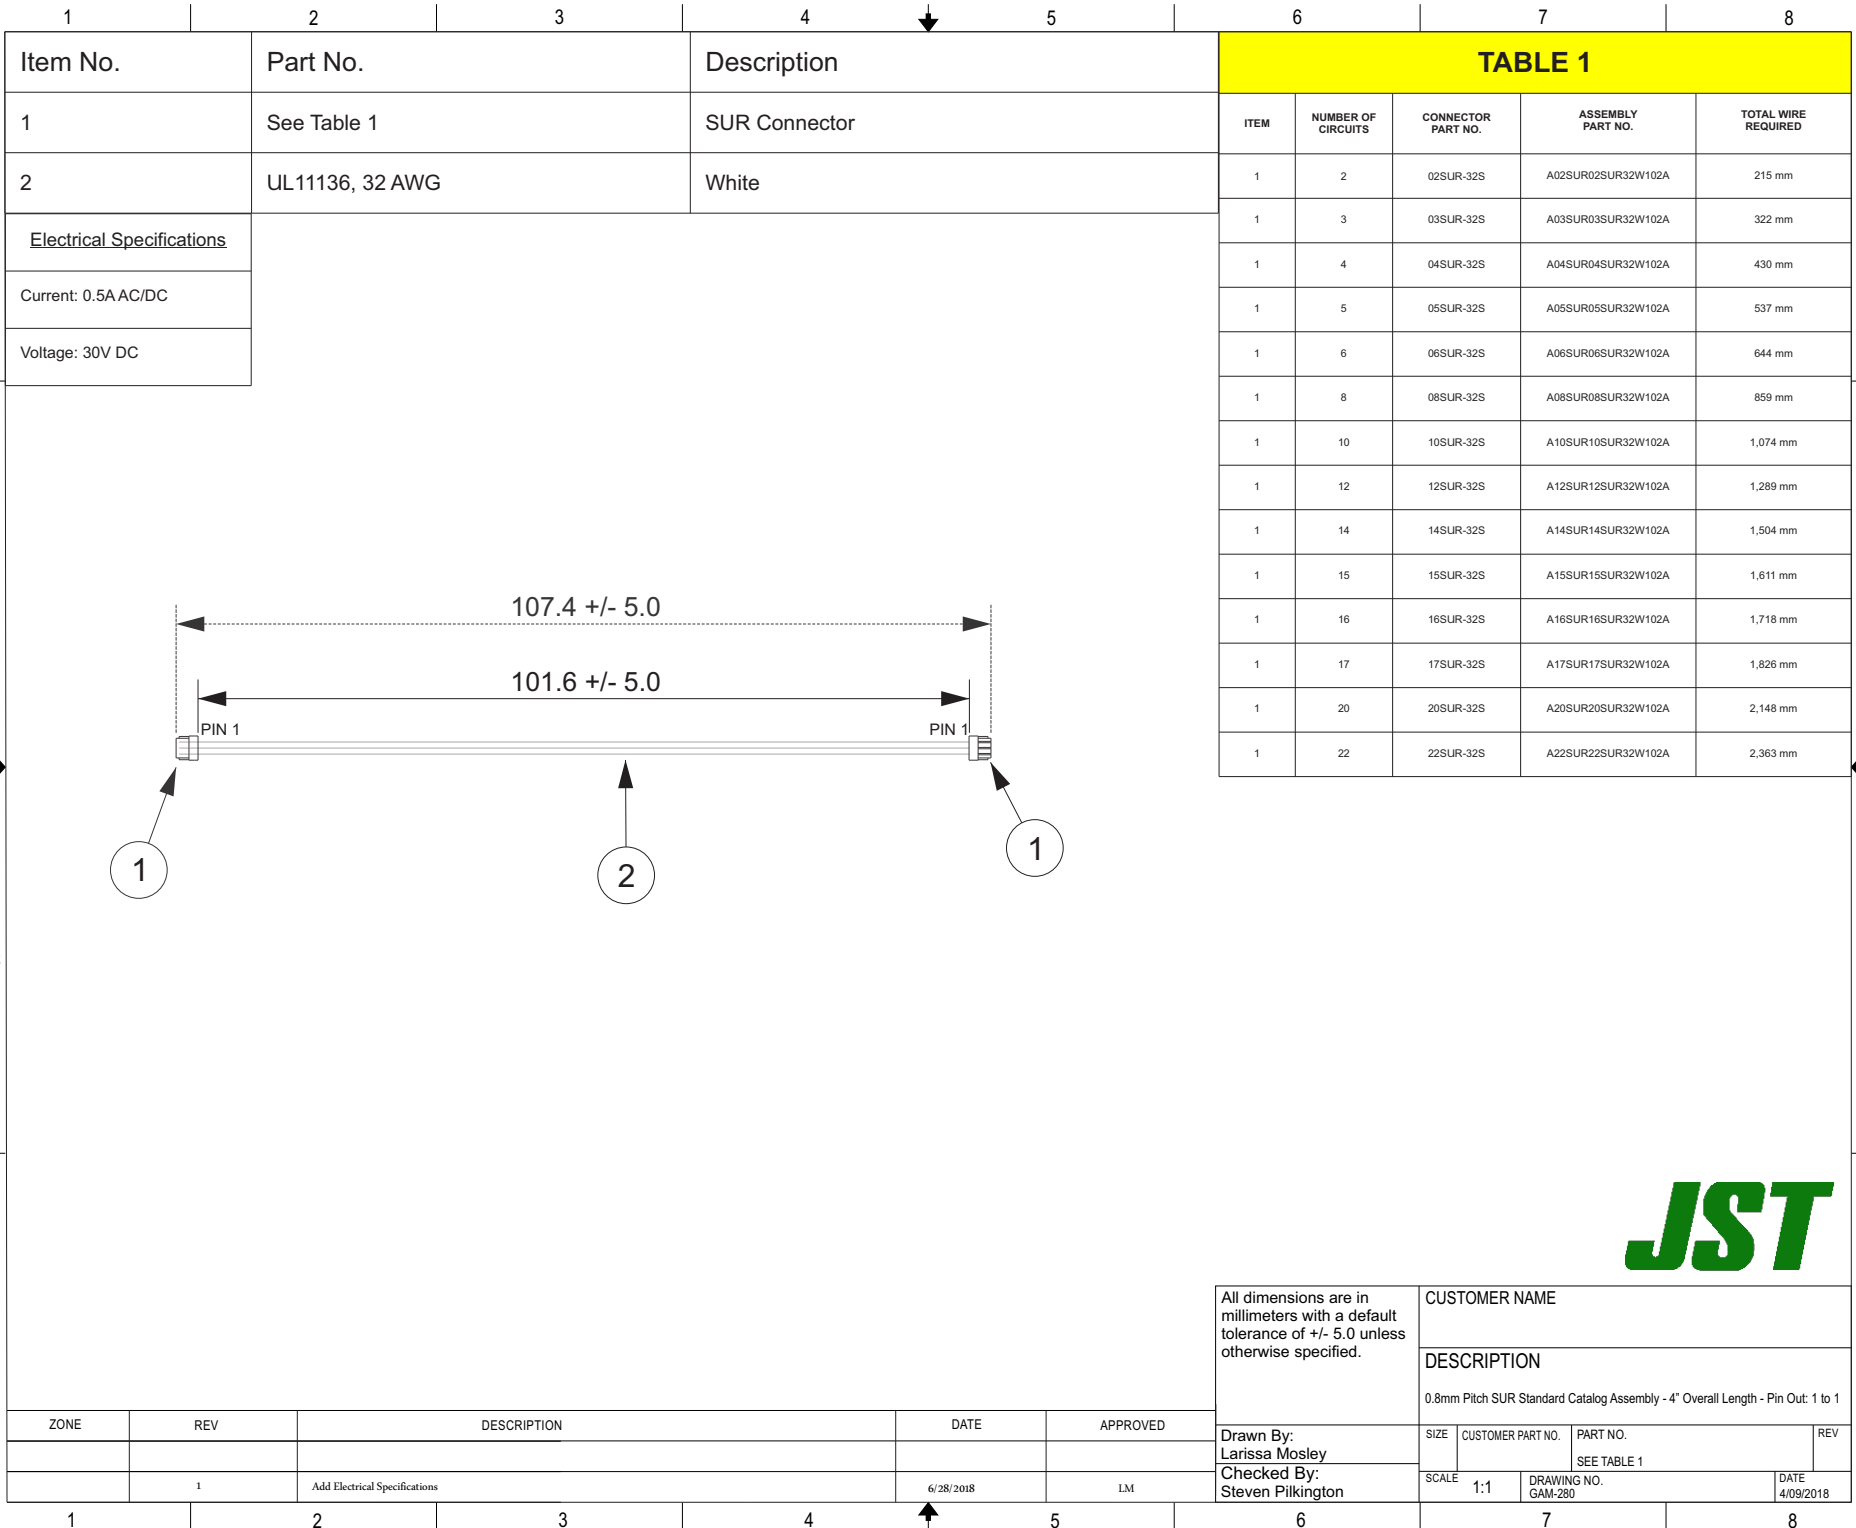 1 2 3 4 5 6 7 8
Item No. Part No. Description
1 See Table 1 SUR Connector
2 UL11136, 32 AWG White
Electrical Specifications
Current: 0.5A AC/DC
Voltage: 30V DC
TABLE 1
ITEM NUMBER OF CIRCUITS CONNECTOR PART NO. ASSEMBLY PART NO. TOTAL WIRE REQUIRED
1 2 02SUR-32S A02SUR02SUR32W102A 215 mm
1 3 03SUR-32S A03SUR03SUR32W102A 322 mm
1 4 04SUR-32S A04SUR04SUR32W102A 430 mm
1 5 05SUR-32S A05SUR05SUR32W102A 537 mm
1 6 06SUR-32S A06SUR06SUR32W102A 644 mm
1 8 08SUR-32S A08SUR08SUR32W102A 859 mm
1 10 10SUR-32S A10SUR10SUR32W102A 1,074 mm
1 12 12SUR-32S A12SUR12SUR32W102A 1,289 mm
1 14 14SUR-32S A14SUR14SUR32W102A 1,504 mm
1 15 15SUR-32S A15SUR15SUR32W102A 1,611 mm
1 16 16SUR-32S A16SUR16SUR32W102A 1,718 mm
1 17 17SUR-32S A17SUR17SUR32W102A 1,826 mm
1 20 20SUR-32S A20SUR20SUR32W102A 2,148 mm
1 22 22SUR-32S A22SUR22SUR32W102A 2,363 mm
107.4 +/- 5.0
101.6 +/- 5.0
PIN 1 PIN 1
1 2 1
JST
All dimensions are in
millimeters with a default
tolerance of +/- 5.0 unless
otherwise specified.
CUSTOMER NAME
DESCRIPTION
0.8mm Pitch SUR Standard Catalog Assembly - 4" Overall Length - Pin Out: 1 to 1
Drawn By:
Larissa Mosley
Checked By:
Steven Pilkington
SIZE CUSTOMER PART NO. PART NO. REV
SEE TABLE 1
SCALE 1:1 DRAWING NO. DATE
GAM-280 4/09/2018
ZONE REV DESCRIPTION DATE APPROVED
1 Add Electrical Specifications 6/28/2018 LM
1 2 3 4 5 6 7 8